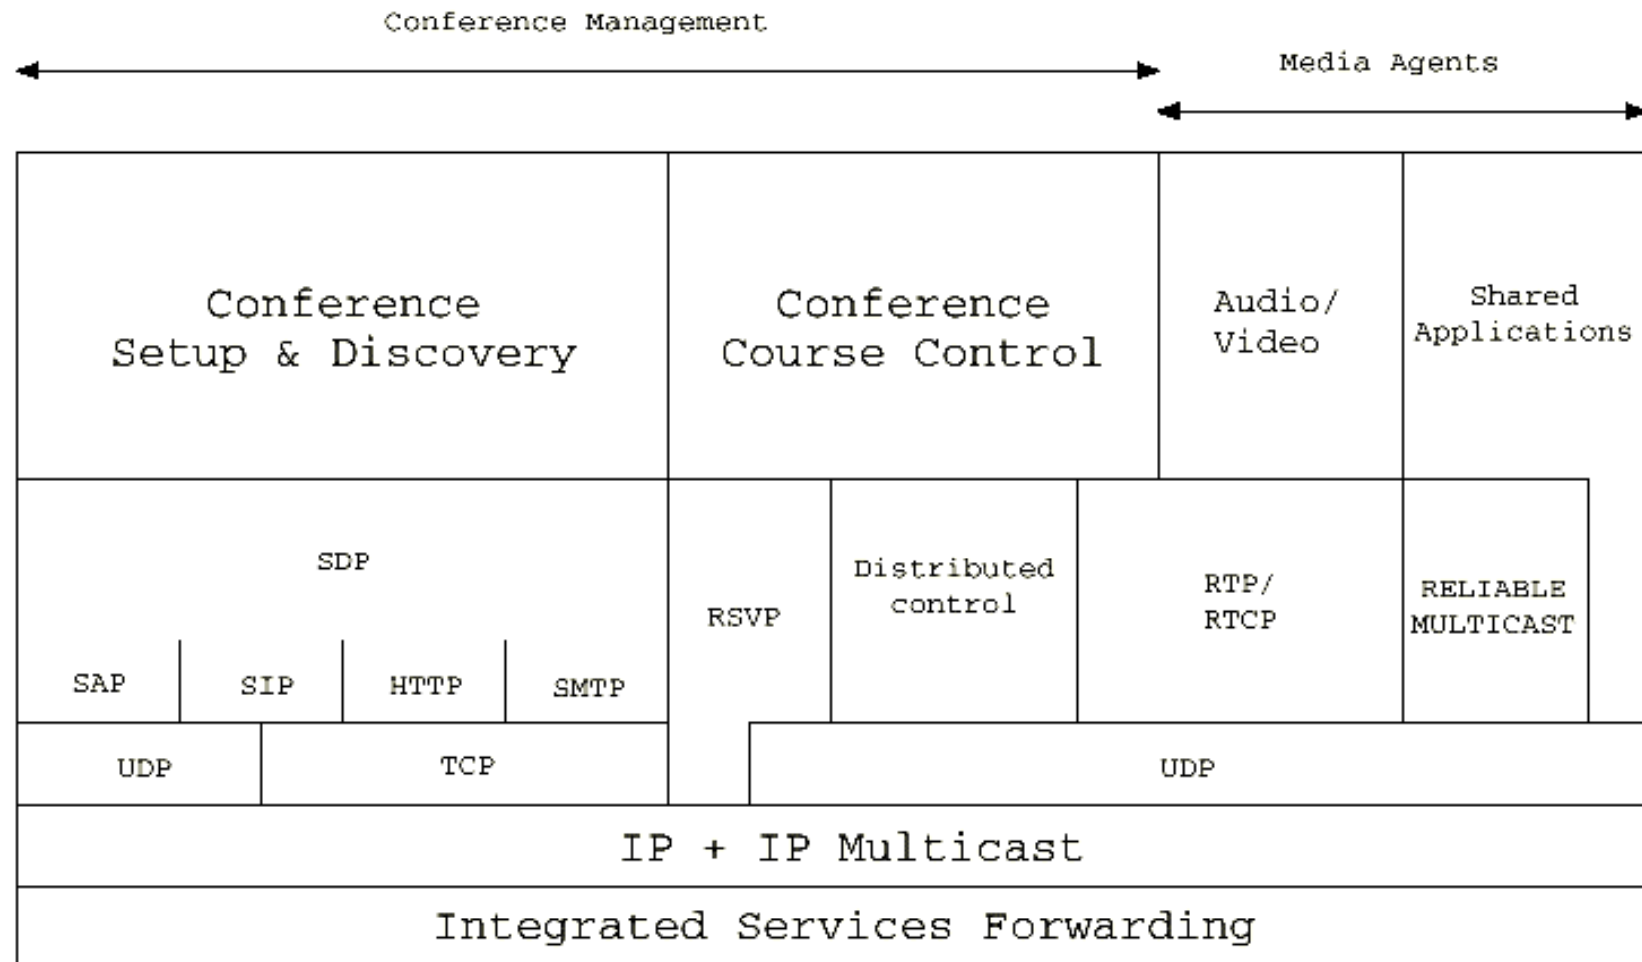 Conference Management
Media Agents
Conference
Setup & Discovery
Conference
Course Control
Audio/
Video
Shared
Applications
SDP
SAP
SIP
HTTP
SMTP
RSVP
Distributed
control
RTP/
RTCP
RELIABLE
MULTICAST
UDP
TCP
UDP
IP + IP Multicast
Integrated Services Forwarding